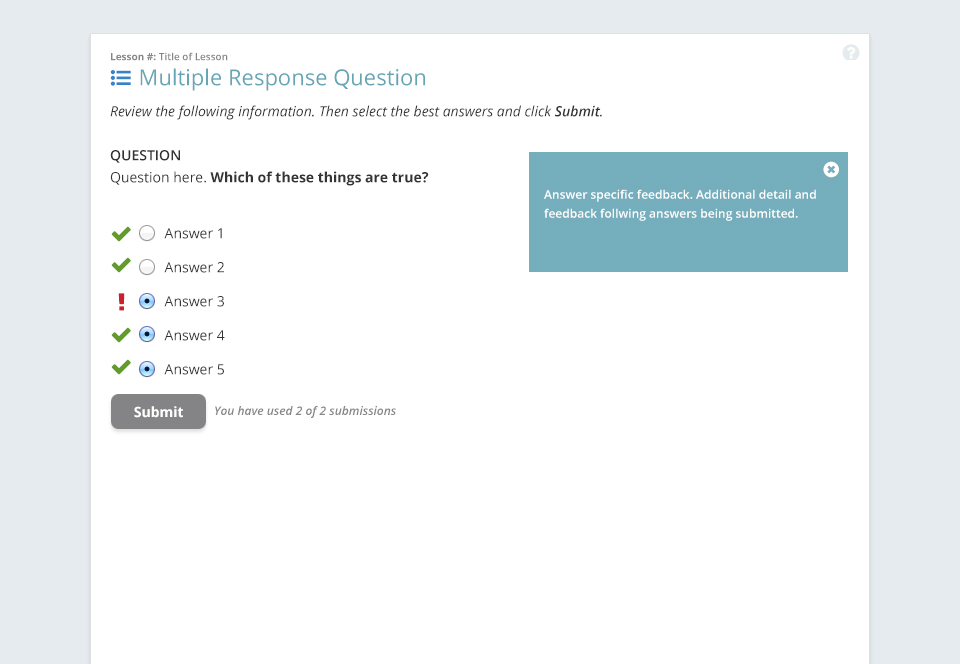 Lesson #: Title of Lesson
Multiple Response Question
Review the following information. Then select the best answers and click Submit.
QUESTION
Question here. Which of these things are true?
Answer 1
Answer 2
Answer 3
Answer 4
Answer 5
Submit
You have used 2 of 2 submissions
?
Answer specific feedback. Additional detail and
feedback follwing answers being submitted.